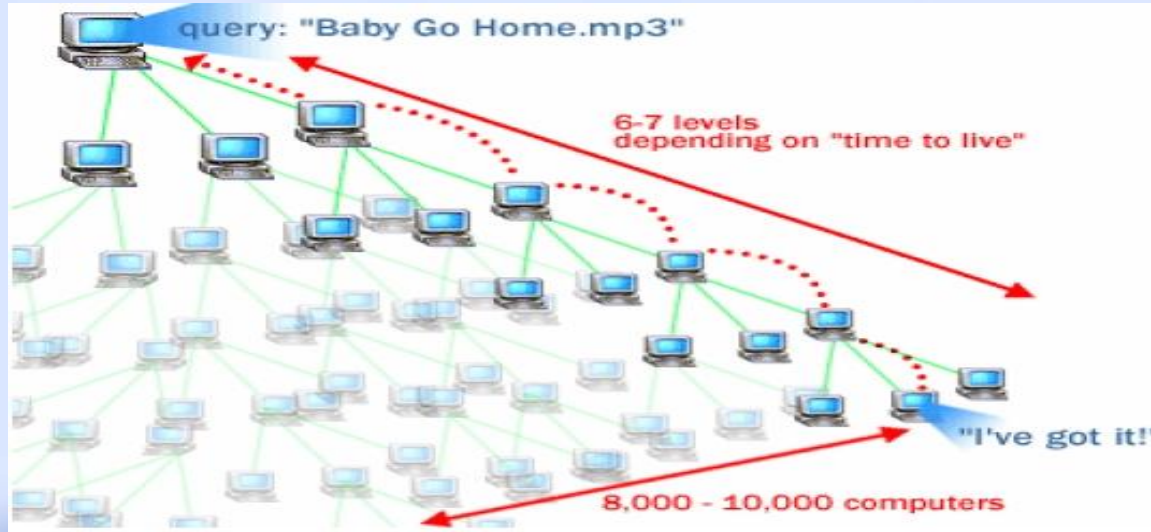 query: "Baby Go Home.mp3"
6-7 levels
depending on "time to live"
"I've got it!"
8,000 - 10,000 computers